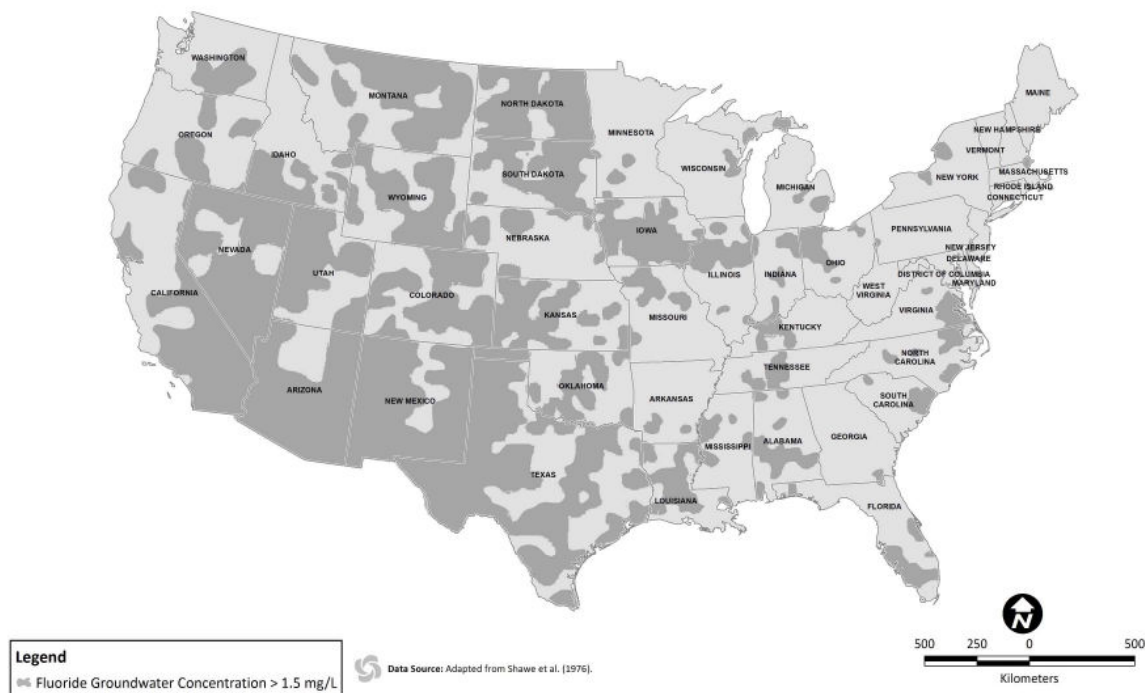 WASHINGTON
MONTANA
NORTH DAKOTA
MINNESOTA
MAINE
OREGON
IDAHO
SOUTH DAKOTA
WISCONSIN
MICHIGAN
NEW HAMPSHIRE
VERMONT
NEW YORK
MASSACHUSETTS
RHODE ISLAND
CONNECTICUT
WYOMING
NEBRASKA
IOWA
PENNSYLVANIA
NEW JERSEY
NEVADA
UTAH
COLORADO
ILLINOIS
INDIANA
OHIO
DELAWARE
DISTRICT OF COLUMBIA
MARYLAND
WEST
VIRGINIA
CALIFORNIA
KANSAS
MISSOURI
KENTUCKY
VIRGINIA
ARIZONA
NEW MEXICO
OKLAHOMA
ARKANSAS
TENNESSEE
NORTH
CAROLINA
SOUTH
CAROLINA
TEXAS
LOUISIANA
MISSISSIPPI
ALABAMA
GEORGIA
FLORIDA
N
500 250 0 500
Kilometers
Legend
Fluoride Groundwater Concentration > 1.5 mg/L
Data Source: Adapted from Shawe et al. (1976).